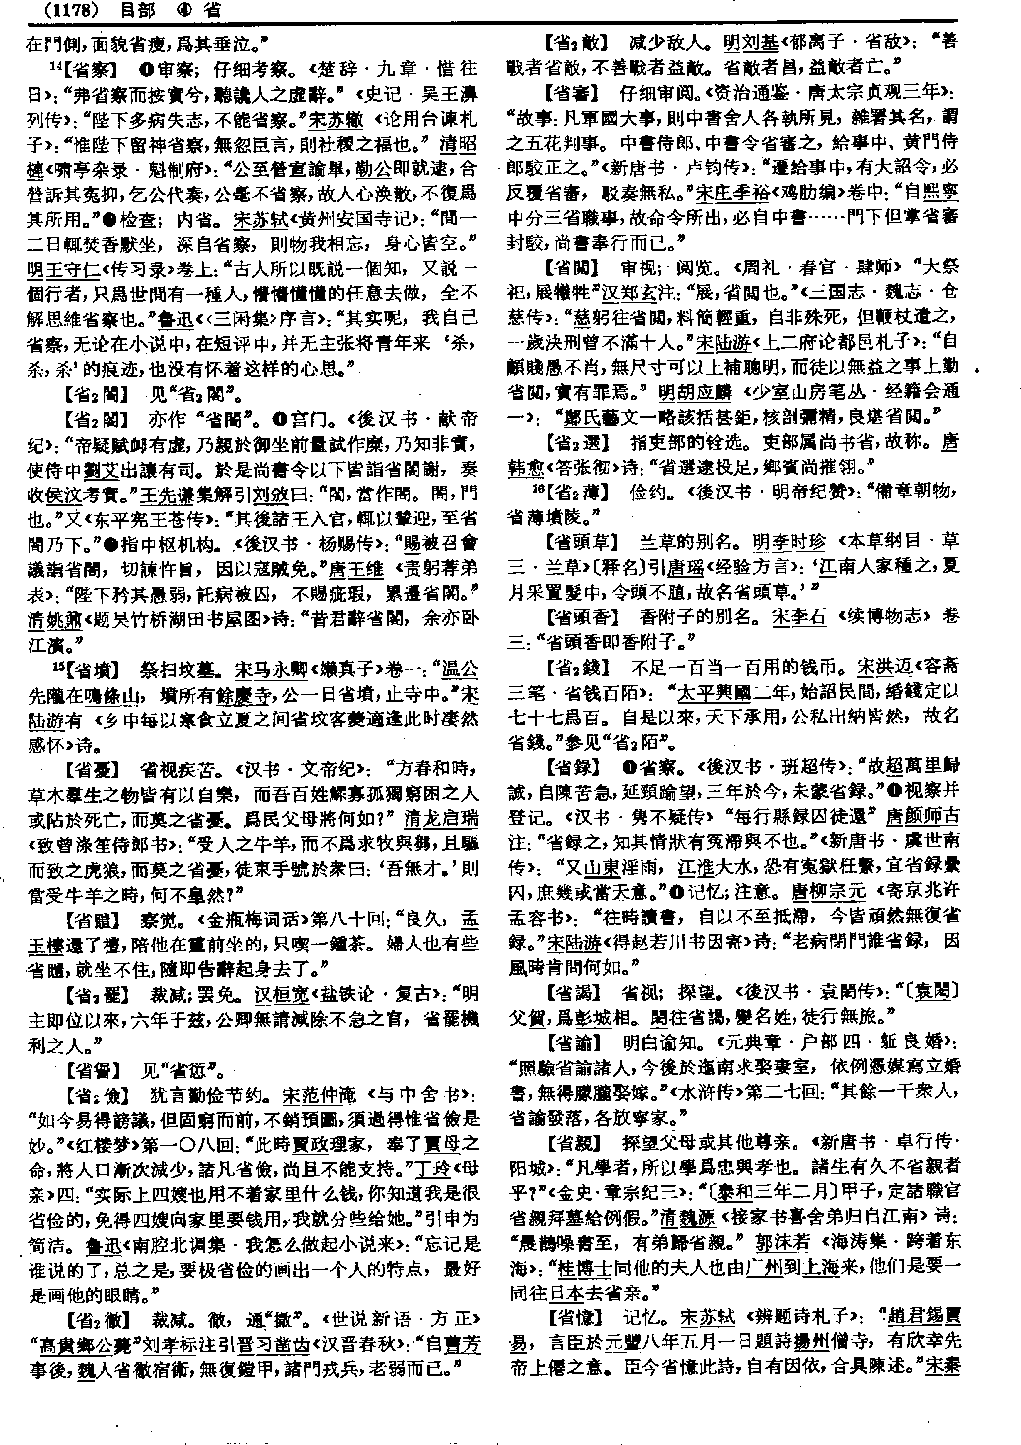 （1178） 目部 ④ 省
在門側，面貌省瘦，爲其垂泣。”
14【省察】 ❶审察；仔细考察。《楚辞·九章·惜往
日》：“弗省察而按實兮，聽讒人之虚辭。”《史记·吴王濞
列传》：“陛下多病失志，不能省察。”宋苏辙《论用台谏札
子》：“惟陛下留神省察，無忽臣言，則社稷之福也。”清昭
槤《啸亭杂录·魁制府》：“公至督宣諭畢，勒公即就逮，合
營訴其冤抑，乞公代奏，公毫不省察，故人心渙散，不復爲
其所用。”❷检查；内省。宋苏轼《黄州安国寺记》：“間一
二日輒焚香默坐，深自省察，則物我相忘，身心皆空。”
明王守仁《传习录》卷上：“古人所以既説一個知，又説一
個行者，只爲世間有一種人，懵懵懂懂的任意去做，全不
解思維省察也。”鲁迅《〈三闲集〉序言》：“其实呢，我自己
省察，无论在小说中，在短评中，并无主张将青年来‘杀，
杀，杀’的痕迹，也没有怀着这样的心思。”
【省2閣】 见“省2閤”。
【省2閤】 亦作“省閣”。❶宫门。《後汉书·献帝
纪》：“帝疑賦卹有虚，乃親於御坐前量試作糜，乃知非實，
使侍中劉艾出讓有司。於是尚書令以下皆詣省閤謝，奏
收侯汶考實。”王先谦集解引刘攽曰：“閣，當作閤。閤，門
也。”又《东平宪王苍传》：“其後諸王入宫，輒以輦迎，至省
閤乃下。”❷指中枢机构。《後汉书·杨赐传》：“賜被召會
議詣省閤，切諫忤旨，因以寇賊免。”唐王维《责躬荐弟
表》：“陛下矜其愚弱，託病被囚，不賜疵瑕，累遷省閤。”
清姚鼐《题吴竹桥湖田书屋图》诗：“昔君辭省閣，余亦卧
江濱。”
15【省墳】 祭扫坟墓。宋马永卿《嬾真子》卷一：“温公
先隴在鳴條山，墳所有餘慶寺，公一日省墳，止寺中。”宋
陆游有《乡中每以寒食立夏之间省坟客夔適逢此时凄然
感怀》诗。
【省憂】 省视疾苦。《汉书·文帝纪》：“方春和時，
草木羣生之物皆有以自樂，而吾百姓鰥寡孤獨窮困之人
或阽於死亡，而莫之省憂。爲民父母將何如？”清龙启瑞
《致曾涤笙侍郎书》：“受人之牛羊，而不爲求牧與芻，且驅
而致之虎狼，而莫之省憂，徒束手號於衆曰：‘吾無才。’則
當受牛羊之時，何不皇然？”
【省𧡪】 察觉。《金瓶梅词话》第八十回：“良久，孟
玉樓還了禮，陪他在靈前坐的，只喫一鍾茶。婦人也有些
省𧡪，就坐不住，隨即告辭起身去了。”
【省2罷】 裁减；罢免。汉桓宽《盐铁论·复古》：“明
主即位以來，六年于兹，公卿無請減除不急之官，省罷機
利之人。”
【省諐】 见“省愆”。
【省2儉】 犹言勤俭节约。宋范仲淹《与中舍书》：
“如今易得謗議，但固窮而前，不銷預圖，須過得惟省儉是
妙。”《红楼梦》第一〇八回：“此時賈政理家，奉了賈母之
命，將人口漸次減少，諸凡省儉，尚且不能支持。”丁玲《母
亲》四：“实际上四嫂也用不着家里什么钱，你知道我是很
省俭的，免得四嫂向家里要钱用，我就分些给她。”引申为
简洁。鲁迅《南腔北调集·我怎么做起小说来》：“忘记是
谁说的了，总之是，要极省俭的画出一个人的特点，最好
是画他的眼睛。”
【省2徹】 裁减。徹，通“撤”。《世说新语·方正》
“高貴鄉公薨”刘孝标注引晋习凿齿《汉晋春秋》：“自曹芳
事後，魏人省徹宿衛，無復鎧甲，諸門戎兵，老弱而已。”
【省2敵】 减少敌人。明刘基《郁离子·省敌》：“善
戰者省敵，不善戰者益敵。省敵者昌，益敵者亡。”
【省審】 仔细审阅。《资治通鉴·唐太宗贞观三年》：
“故事：凡軍國大事，則中書舍人各執所見，雜署其名，謂
之五花判事。中書侍郎、中書令省審之，給事中、黄門侍
郎駁正之。”《新唐书·卢钧传》：“遷給事中，有大詔令，必
反覆省審，駁奏無私。”宋庄季裕《鸡肋编》卷中：“自熙寧
中分三省職事，故命令所出，必自中書……門下但掌省審
封駁，尚書奉行而已。”
【省閲】 审视；阅览。《周礼·春官·肆师》“大祭
祀，展犧牲”汉郑玄注：“展，省閲也。”《三国志·魏志·仓
慈传》：“慈躬往省閲，料簡輕重，自非殊死，但鞭杖遣之，
一歲決刑曾不滿十人。”宋陆游《上二府论都邑札子》：“自
顧賤愚不肖，無尺寸可以上補聰明，而徒以無益之事上勤
省閲，實有罪焉。”明胡应麟《少室山房笔丛·经籍会通
一》：“鄭氏藝文一略該括甚鉅，核剖彌精，良堪省閲。”
【省2選】 指吏部的铨选。吏部属尚书省，故称。唐
韩愈《答张彻》诗：“省選逮投足，鄉賓尚摧翎。”
16【省2薄】 俭约。《後汉书·明帝纪赞》：“備章朝物，
省薄墳陵。”
【省頭草】 兰草的别名。明李时珍《本草纲目·草
三·兰草》〔释名〕引唐瑶《经验方言》：‘江南人家種之，夏
月采置髮中，令頭不䐈，故名省頭草。’”
【省頭香】 香附子的别名。宋李石《续博物志》卷
三：“省頭香即香附子。”
【省2錢】 不足一百当一百用的钱币。宋洪迈《容斋
三笔·省钱百陌》：“太平興國二年，始詔民間，緡錢定以
七十七爲百。自是以來，天下承用，公私出納皆然，故名
省錢。”参见“省2陌”。
【省録】 ❶省察。《後汉书·班超传》：“故超萬里歸
誠，自陳苦急，延頸踰望，三年於今，未蒙省録。”❷视察并
登记。《汉书·隽不疑传》“每行縣録囚徒還”唐颜师古
注：“省録之，知其情狀有冤滯與不也。”《新唐书·虞世南
传》：“又山東淫雨，江淮大水，恐有冤獄枉繫，宜省録纍
囚，庶幾或當天意。”❸记忆；注意。唐柳宗元《寄京兆许
孟容书》：“往時讀書，自以不至抵滯，今皆頑然無復省
録。”宋陆游《得赵若川书因寄》诗：“老病閉門誰省録，因
風時肯問何如。”
【省謁】 省视；探望。《後汉书·袁閎传》：“〔袁閎〕
父賀，爲彭城相。閎往省謁，變名姓，徒行無旅。”
【省諭】 明白谕知。《元典章·户部四·嫁良婚》：
“照驗省諭諸人，今後於迤南求娶妻室，依例憑媒寫立婚
書，無得朦朧娶嫁。”《水浒传》第二七回：“其餘一干衆人，
省諭發落，各放寧家。”
【省親】 探望父母或其他尊亲。《新唐书·卓行传·
阳城》：“凡學者，所以學爲忠與孝也。諸生有久不省親者
乎？”《金史·章宗纪三》：“〔泰和三年二月〕甲子，定諸職官
省親拜墓給例假。”清魏源《接家书喜舍弟归自江南》诗：
“晨鵲噪書至，有弟歸省親。”郭沫若《海涛集·跨着东
海》：“桂博士同他的夫人也由广州到上海来，他们是要一
同往日本去省亲。”
【省憶】 记忆。宋苏轼《辨题诗札子》：“趙君錫賈
易，言臣於元豐八年五月一日題詩揚州僧寺，有欣幸先
帝上僊之意。臣今省憶此詩，自有因依，合具陳述。”宋秦